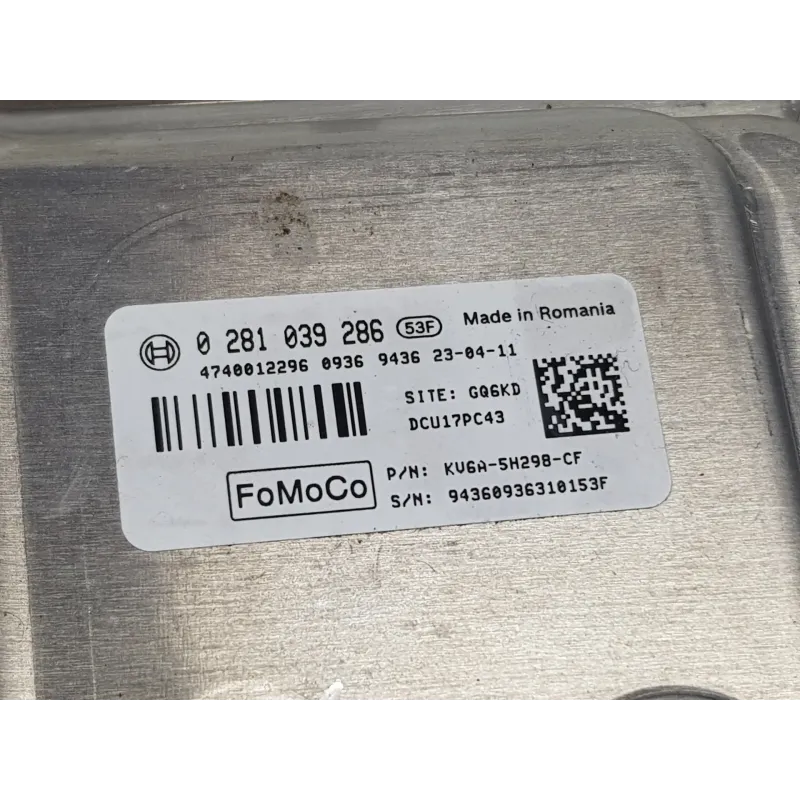 0 281 039 286 53F Made in Romania
4740012296 0936 9436 23-04-11
SITE: GQ6KD
DCU17PC43
FoMoCo
P/N: KV6A-5H298-CF
S/N: 94360936310153F